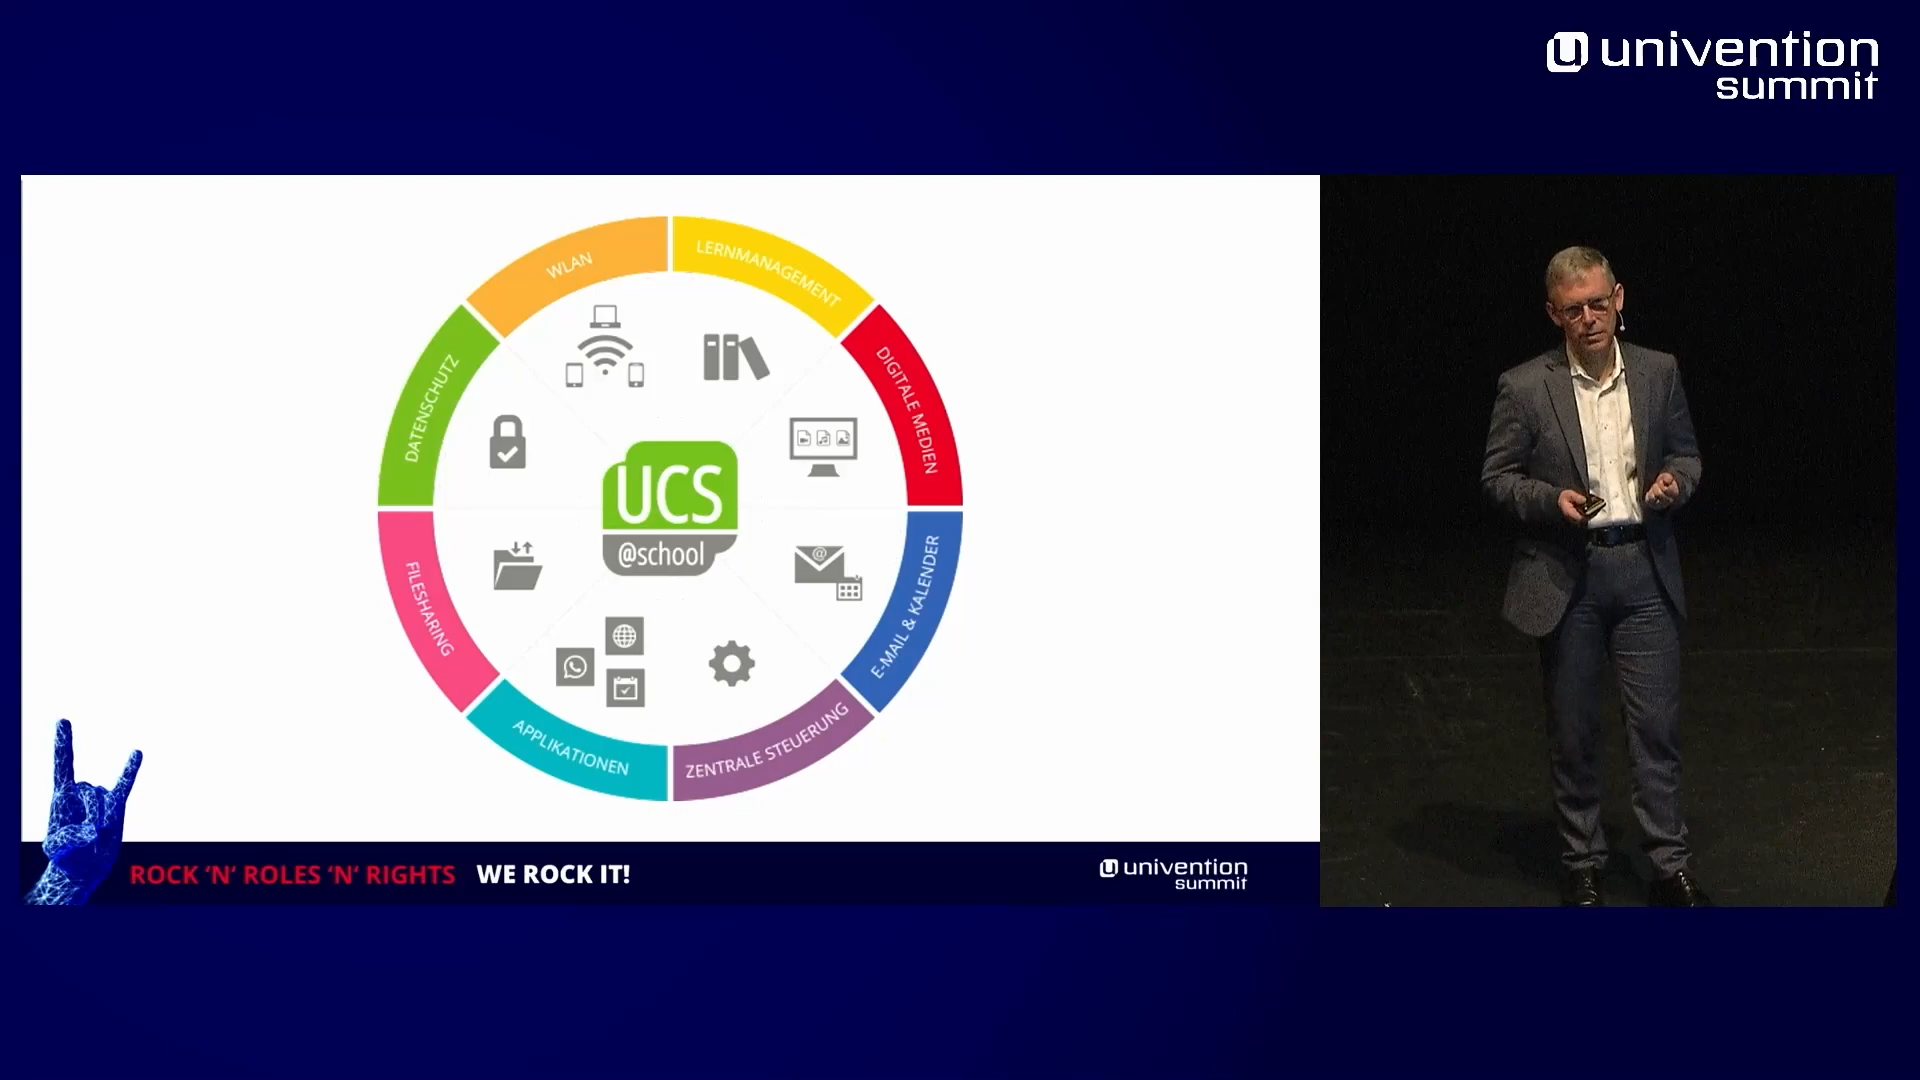 univention
summit
WLAN
LERNMANAGEMENT
DIGITALE MEDIEN
E-MAIL & KALENDER
ZENTRALE STEUERUNG
APPLIKATIONEN
FILESHARING
DATENSCHUTZ
@
UCS
@school
ROCK ‘N‘ ROLES ‘N‘ RIGHTS WE ROCK IT!
univention
summit